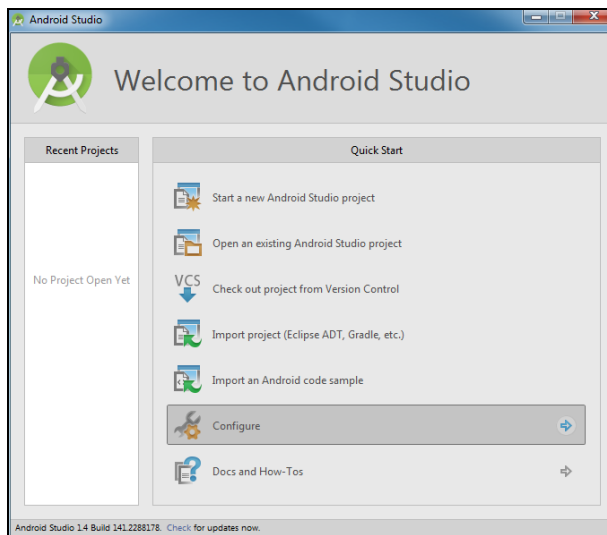 Android Studio
Welcome to Android Studio
Recent Projects
No Project Open Yet
Quick Start
Start a new Android Studio project
Open an existing Android Studio project
VCS
Check out project from Version Control
Import project (Eclipse ADT, Gradle, etc.)
Import an Android code sample
Configure
Docs and How-Tos
Android Studio 1.4 Build 141.2288178. Check for updates now.